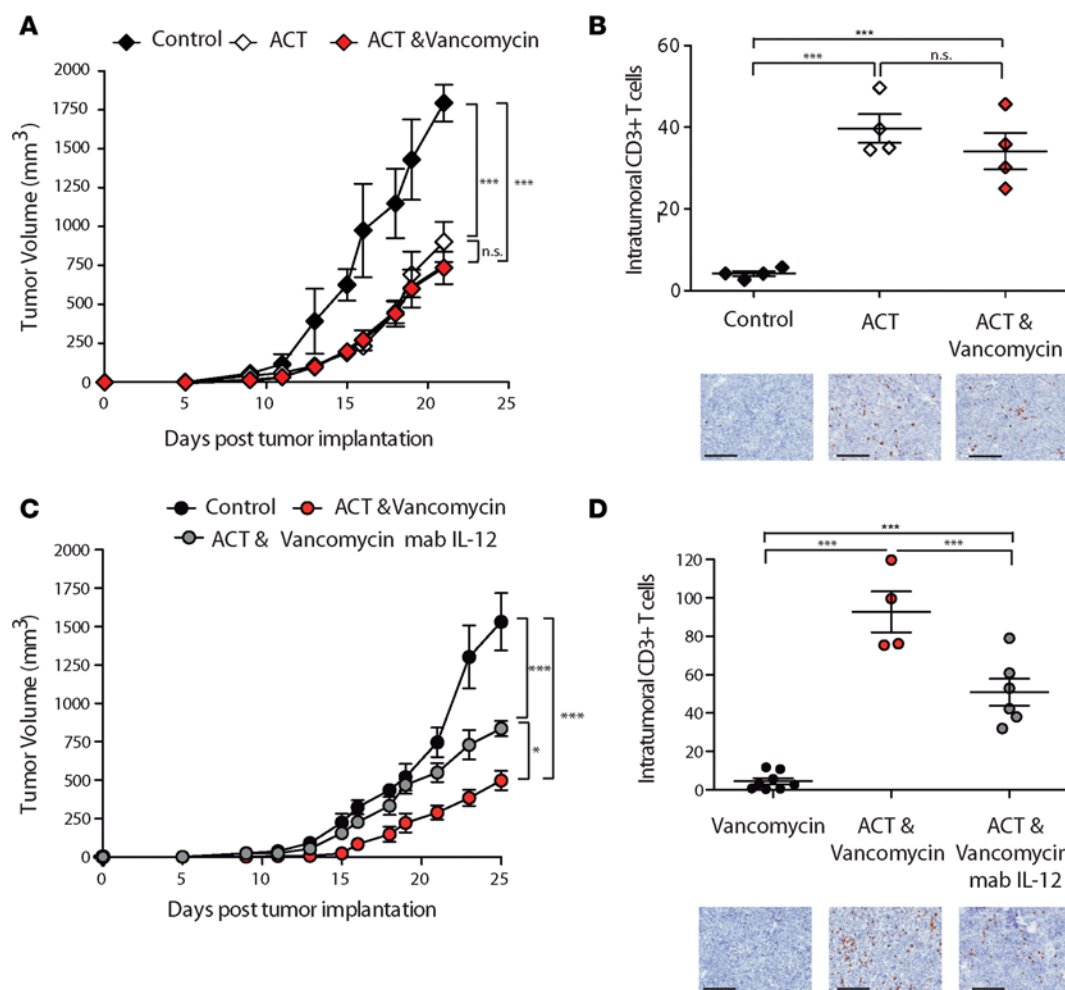 A
Control ACT ACT &Vancomycin
Tumor Volume (mm3)
2000
1750
1500
1250
1000
750
500
250
0
***
***
n.s.
0 5 10 15 20 25
Days post tumor implantation
B
Intratumoral CD3+ T cells
60
40
20
0
***
***
n.s.
Control ACT ACT &
Vancomycin
C
Control ACT &Vancomycin
ACT & Vancomycin mab IL-12
Tumor Volume (mm3)
2000
1750
1500
1250
1000
750
500
250
0
***
***
*
0 5 10 15 20 25
Days post tumor implantation
D
Intratumoral CD3+ T cells
120
100
80
60
40
20
0
***
***
***
Vancomycin ACT & ACT &
Vancomycin Vancomycin
mab IL-12